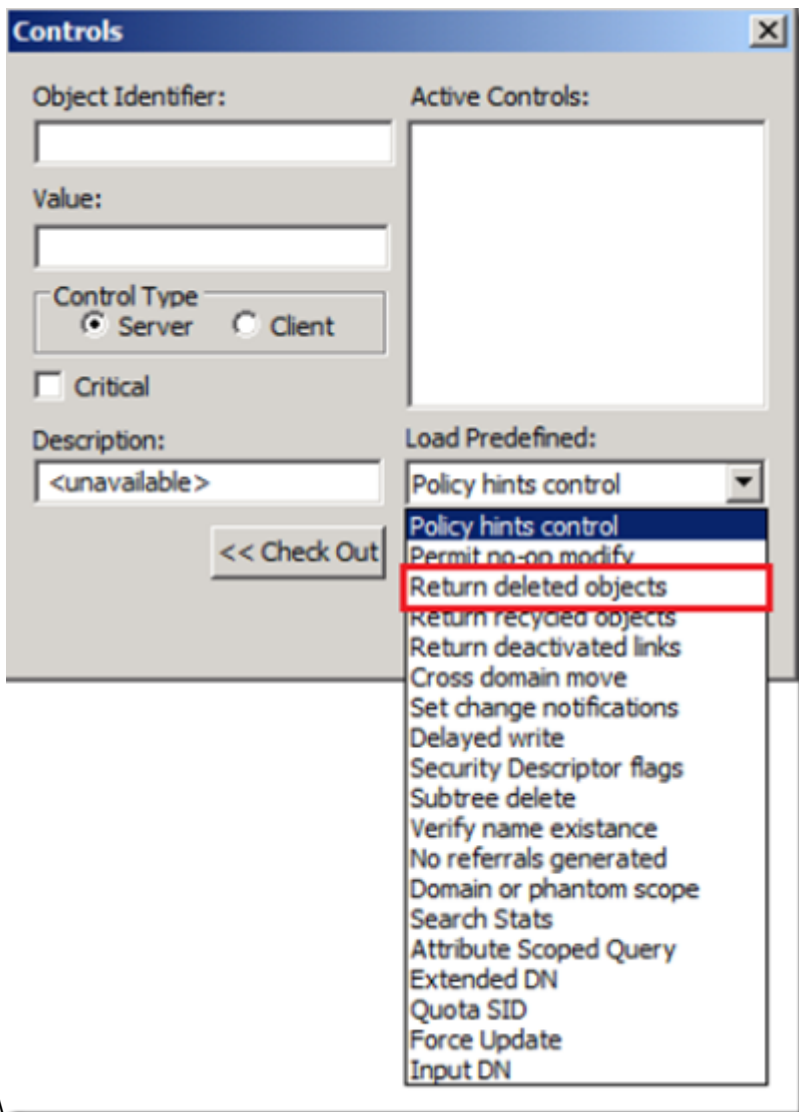 Controls
Object Identifier:
Active Controls:
Value:
Control Type
Server
Client
Critical
Description:
<unavailable>
Load Predefined:
Policy hints control
<< Check Out
Policy hints control
Permit no-op modify
Return deleted objects
Return recycled objects
Return deactivated links
Cross domain move
Set change notifications
Delayed write
Security Descriptor flags
Subtree delete
Verify name existance
No referrals generated
Domain or phantom scope
Search Stats
Attribute Scoped Query
Extended DN
Quota SID
Force Update
Input DN
\